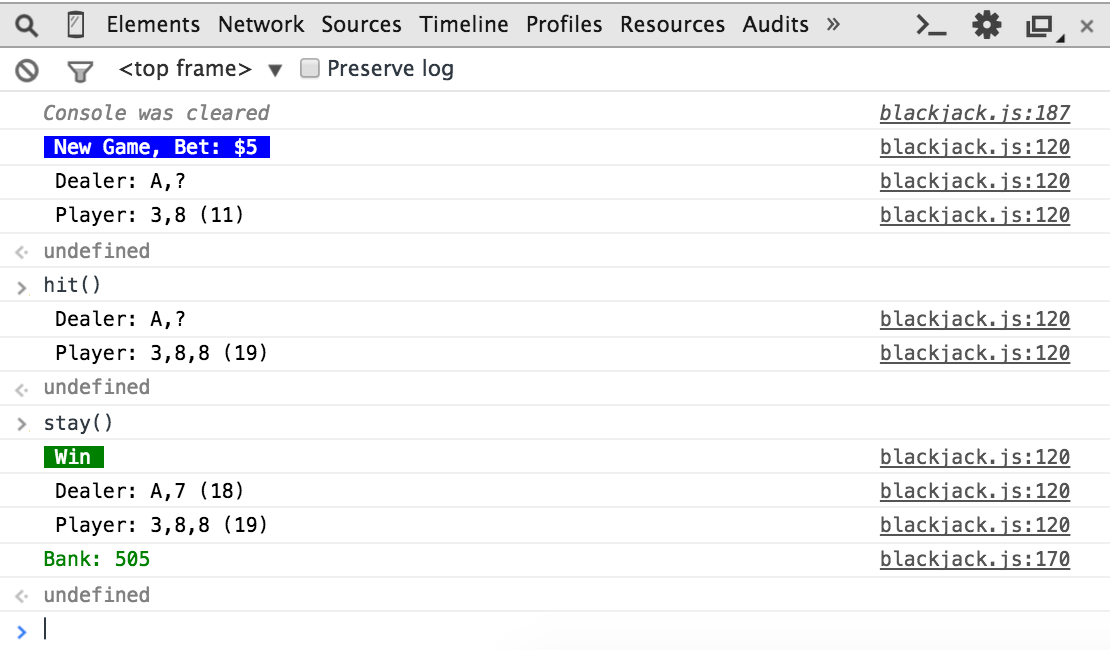 Elements Network Sources Timeline Profiles Resources Audits »
<top frame> ▼ Preserve log
Console was cleared blackjack.js:187
New Game, Bet: $5 blackjack.js:120
Dealer: A,? blackjack.js:120
Player: 3,8 (11) blackjack.js:120
undefined
hit()
Dealer: A,? blackjack.js:120
Player: 3,8,8 (19) blackjack.js:120
undefined
stay()
Win blackjack.js:120
Dealer: A,7 (18) blackjack.js:120
Player: 3,8,8 (19) blackjack.js:120
Bank: 505 blackjack.js:170
undefined